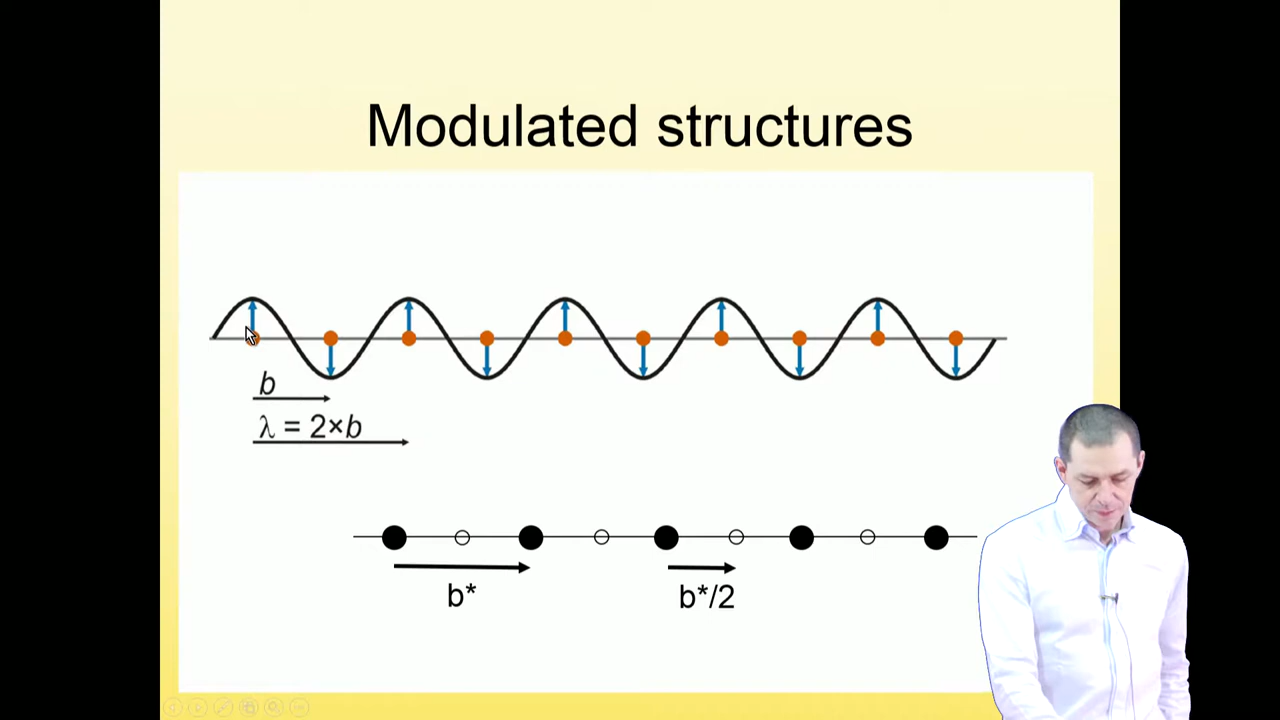 Modulated structures
b
λ = 2×b
b*
b*/2